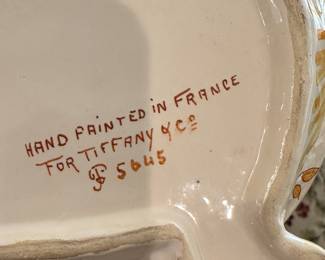 HAND PAINTED IN FRANCE
FOR TIFFANY & Co
5645